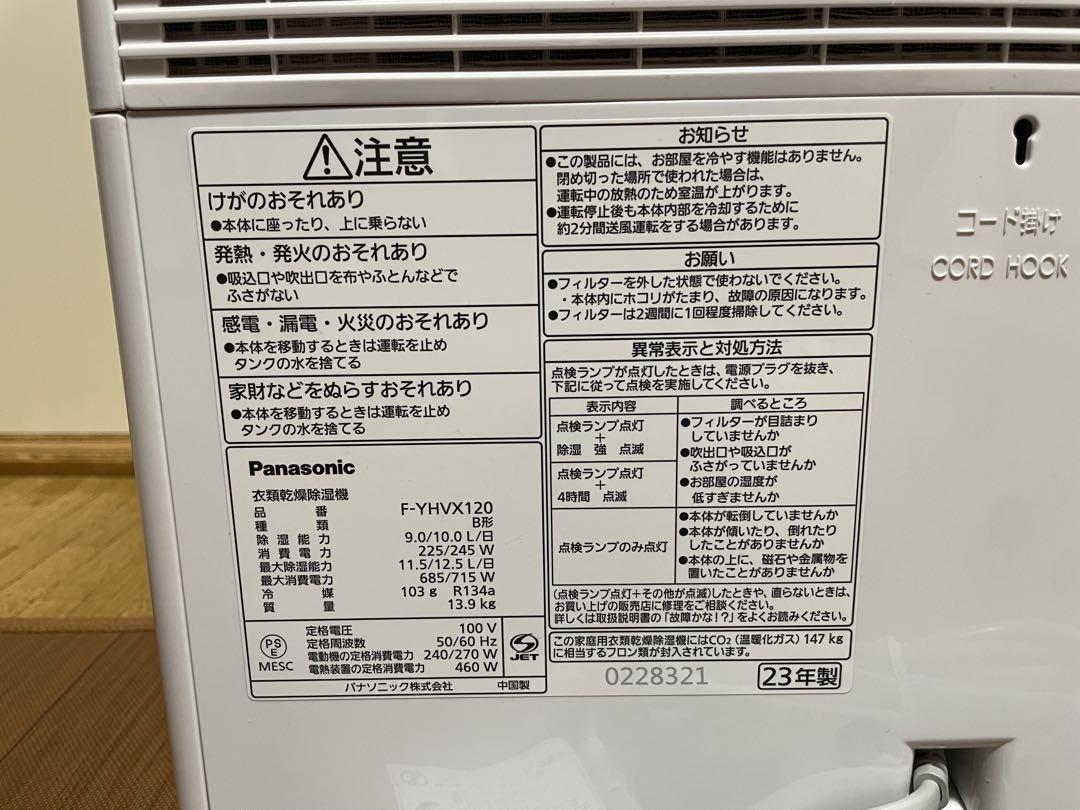 注意
けがのおそれあり
●本体に座ったり、上に乗らない
発熱・発火のおそれあり
●吸込口や吹出口を布やふとんなどで
ふさがない
感電・漏電・火災のおそれあり
●本体を移動するときは運転を止め
タンクの水を捨てる
家財などをぬらすおそれあり
●本体を移動するときは運転を止め
タンクの水を捨てる
Panasonic
衣類乾燥除湿機
品番 F-YHVX120
種類 B形
除湿能力 9.0/10.0 L/日
消費電力 225/245 W
最大除湿能力 11.5/12.5 L/日
最大消費電力 685/715 W
冷媒 103 g R134a
質量 13.9 kg
PS
E
MESC
定格電圧 100 V
定格周波数 50/60 Hz
電動機の定格消費電力 240/270 W
電熱装置の定格消費電力 460 W
S JET
パナソニック株式会社 中国製
お知らせ
●この製品には、お部屋を冷やす機能はありません。
閉め切った場所で使われた場合は、
運転中の放熱のため室温が上がります。
●運転停止後も本体内部を冷却するために
約2分間送風運転をする場合があります。
お願い
●フィルターを外した状態で使わないでください。
・本体内にホコリがたまり、故障の原因になります。
●フィルターは2週間に1回程度掃除してください。
異常表示と対処方法
点検ランプが点灯したときは、電源プラグを抜き、
下記に従って点検を実施してください。
表示内容 調べるところ
点検ランプ点灯
+
除湿 強 点滅
点検ランプ点灯
+
4時間 点滅
●フィルターが目詰まり
していませんか
●吹出口や吸込口が
ふさがっていませんか
●お部屋の湿度が
低すぎませんか
点検ランプのみ点灯
●本体が転倒していませんか
●本体が傾いたり、倒れたり
したことがありませんか
●本体の上に、磁石や金属物を
置いたことがありませんか
(点検ランプ点灯+その他が点滅)したときや、直らないときは、
お買い上げの販売店に修理をご相談ください。
詳しくは取扱説明書の「故障かな!?」をよくお読みください。
この家庭用衣類乾燥除湿機にはCO₂(温暖化ガス)147 kg
に相当するフロン類が封入されています。
0228321 23年製
コード掛け
CORD HOOK